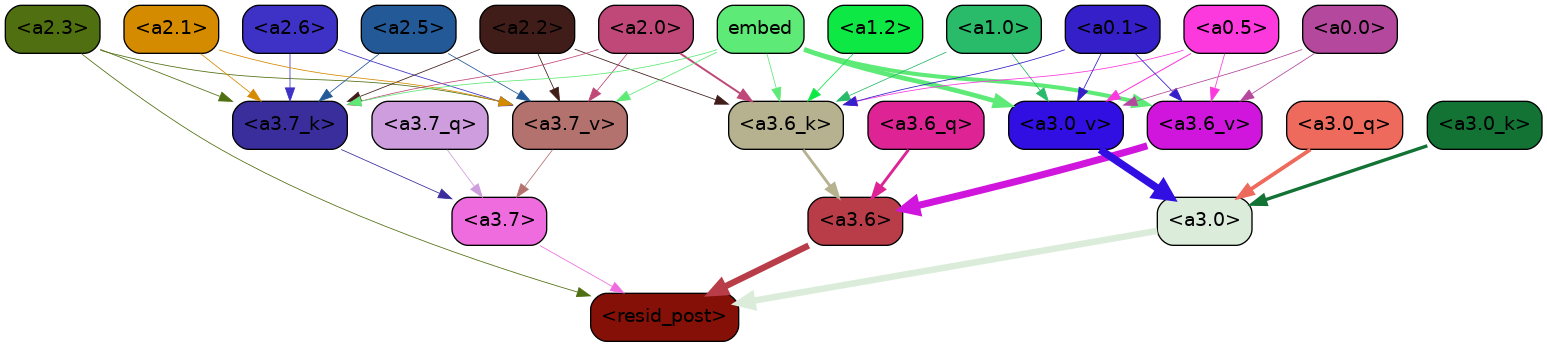 <a2.3> <a2.1> <a2.6> <a2.5> <a2.2> <a2.0> embed <a1.2> <a1.0> <a0.1> <a0.5> <a0.0>
<a3.7_k> <a3.7_q> <a3.7_v> <a3.6_k> <a3.6_q> <a3.0_v> <a3.6_v> <a3.0_q> <a3.0_k>
<a3.7> <a3.6> <a3.0>
<resid_post>